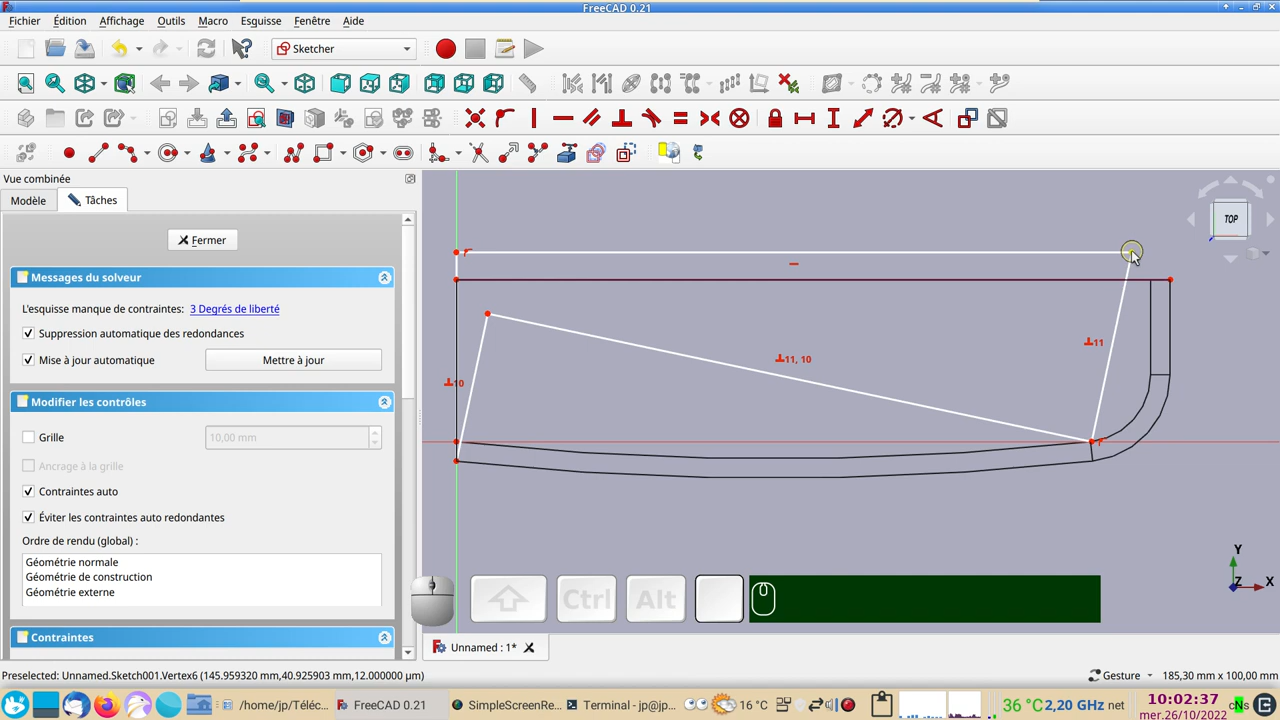 FreeCAD 0.21
Fichier Édition Affichage Outils Macro Esquisse Fenêtre Aide
Sketcher
Vue combinée
Modèle Tâches
Fermer
Messages du solveur
L'esquisse manque de contraintes: 3 Degrés de liberté
Suppression automatique des redondances
Mise à jour automatique Mettre à jour
Modifier les contrôles
Grille 10,00 mm
Ancrage à la grille
Contraintes auto
Éviter les contraintes auto redondantes
Ordre de rendu (global) :
Géométrie normale
Géométrie de construction
Géométrie externe
Contraintes
TOP
11
11, 10
10
Y
Z X
Ctrl Alt
Unnamed : 1*
Preselected: Unnamed.Sketch001.Vertex6 (145.959320 mm,40.925903 mm,12.000000 µm) Gesture 185,30 mm x 100,00 mm
/home/jp/Téléc... FreeCAD 0.21 SimpleScreenRe... Terminal - jp@jp... 16 °C 36 °C 2,20 GHz net 10:02:37 cNs
mer.26/10/2022